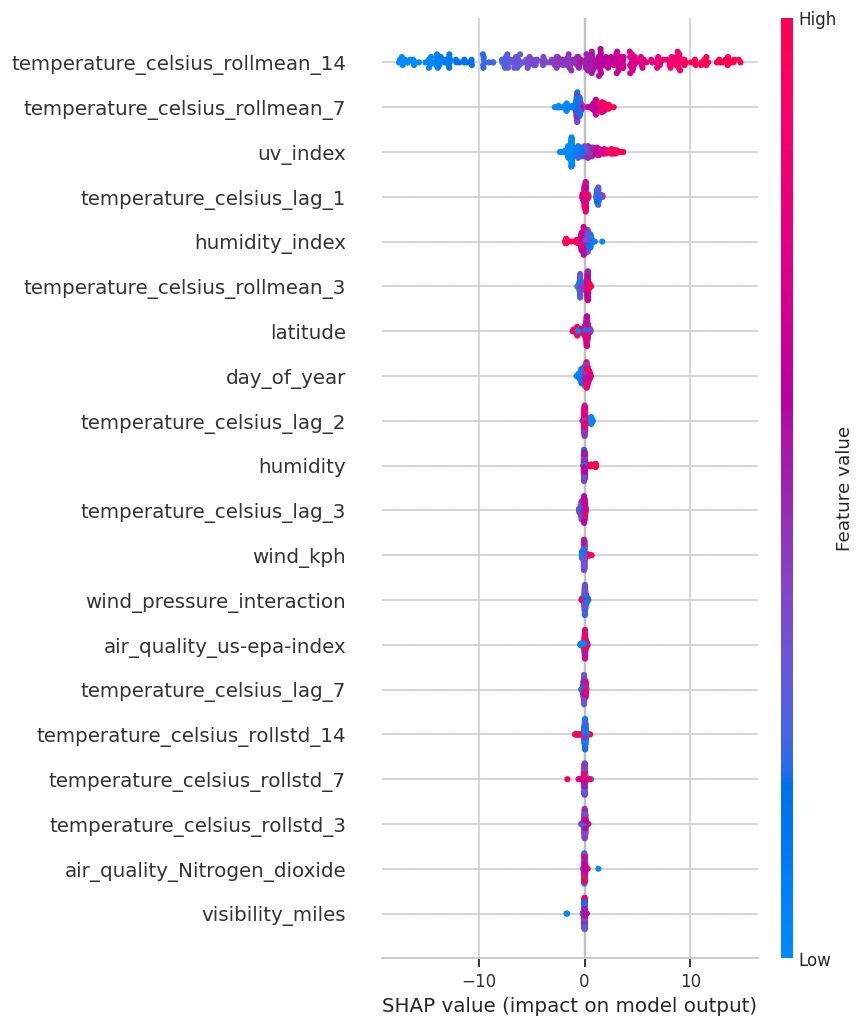 High
temperature_celsius_rollmean_14
temperature_celsius_rollmean_7
uv_index
temperature_celsius_lag_1
humidity_index
temperature_celsius_rollmean_3
latitude
day_of_year
temperature_celsius_lag_2
humidity
temperature_celsius_lag_3
wind_kph
wind_pressure_interaction
air_quality_us-epa-index
temperature_celsius_lag_7
temperature_celsius_rollstd_14
temperature_celsius_rollstd_7
temperature_celsius_rollstd_3
air_quality_Nitrogen_dioxide
visibility_miles
Feature value
Low
−10 0 10
SHAP value (impact on model output)